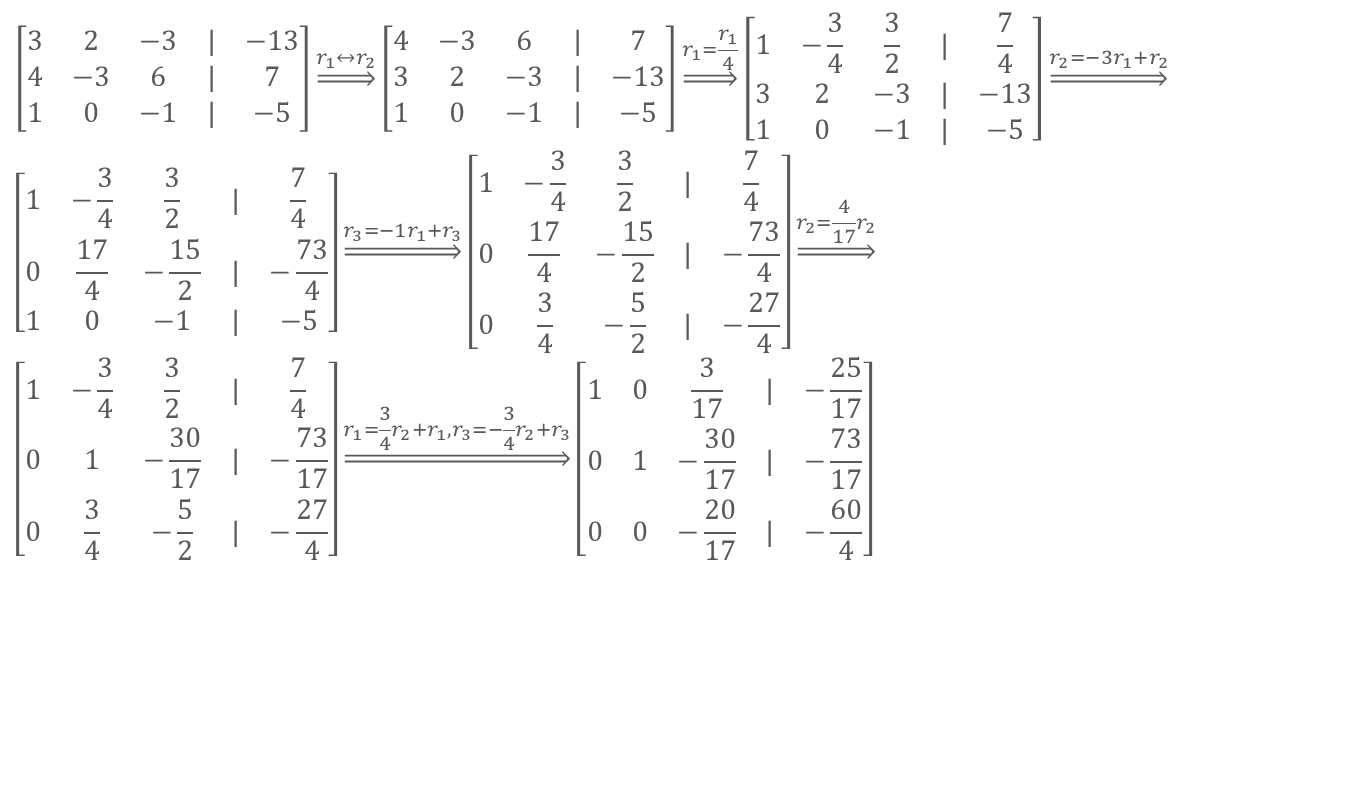 [3 2 −3 | −13; 4 −3 6 | 7; 1 0 −1 | −5] r₁↔r₂ ⟹ [4 −3 6 | 7; 3 2 −3 | −13; 1 0 −1 | −5] r₁=r₁/4 ⟹ [1 −3/4 3/2 | 7/4; 3 2 −3 | −13; 1 0 −1 | −5] r₂=−3r₁+r₂ ⟹
[1 −3/4 3/2 | 7/4; 0 17/4 −15/2 | −73/4; 1 0 −1 | −5] r₃=−1r₁+r₃ ⟹ [1 −3/4 3/2 | 7/4; 0 17/4 −15/2 | −73/4; 0 3/4 −5/2 | −27/4] r₂=4/17r₂ ⟹
[1 −3/4 3/2 | 7/4; 0 1 −30/17 | −73/17; 0 3/4 −5/2 | −27/4] r₁=3/4r₂+r₁,r₃=−3/4r₂+r₃ ⟹ [1 0 3/17 | −25/17; 0 1 −30/17 | −73/17; 0 0 −20/17 | −60/4]